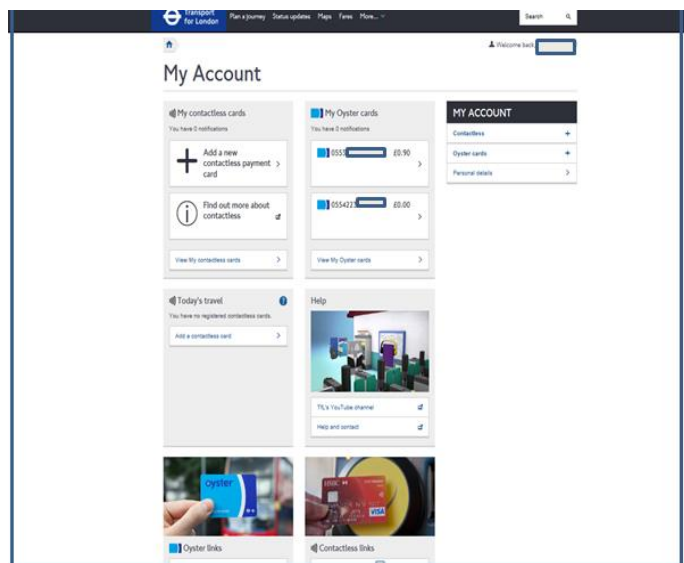 Transport
for London
Plan a journey Status updates Maps Fares More...
Search
Welcome back,
My Account
My contactless cards
You have 0 notifications
Add a new
contactless payment
card
Find out more about
contactless
View My contactless cards
My Oyster cards
You have 0 notifications
£0.90
0554223 £0.00
View My Oyster cards
MY ACCOUNT
Contactless +
Oyster cards +
Personal details
Today's travel
You have no registered contactless cards.
Add a contactless card
Help
TfL's YouTube channel
Help and contact
oyster
HSBC
VISA
Oyster links
Contactless links